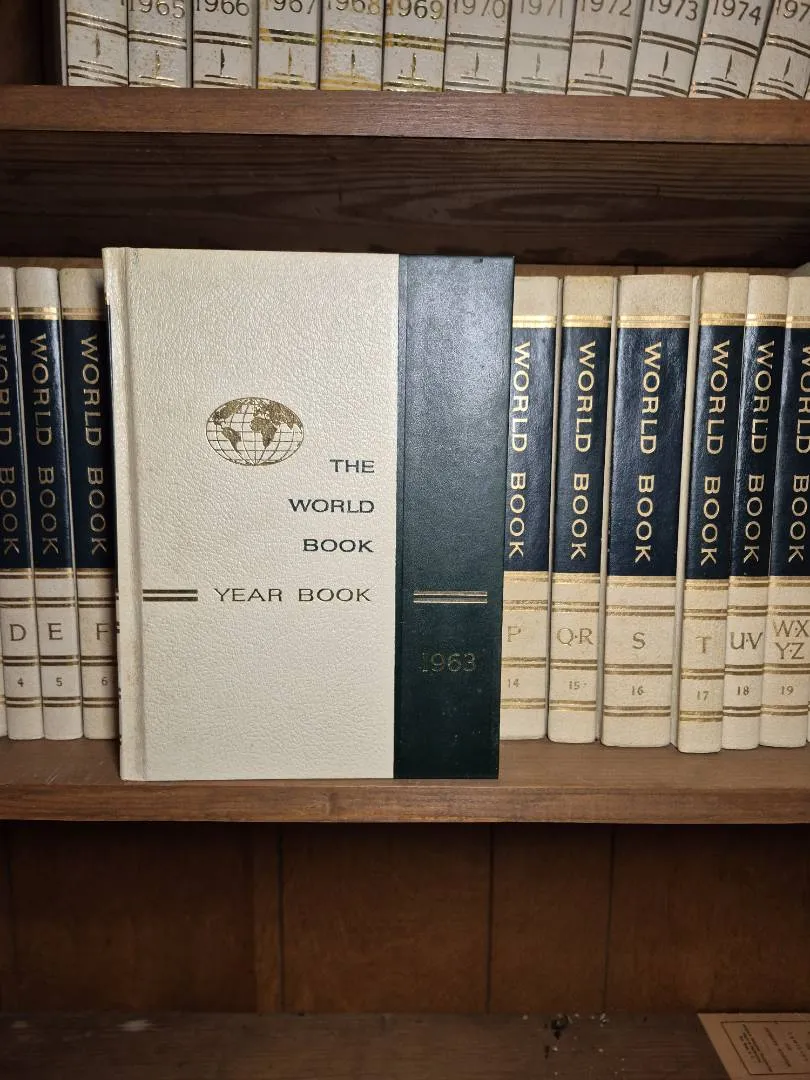 1965
1966
1967
1968
1969
1970
1971
1972
1973
1974
THE
WORLD
BOOK
YEAR BOOK
1963
WORLD BOOK
D
4
WORLD BOOK
E
5
WORLD BOOK
F
6
WORLD BOOK
P
14
WORLD BOOK
Q·R
15
WORLD BOOK
S
16
WORLD BOOK
T
17
WORLD BOOK
U·V
18
WORLD BOOK
W·X
Y·Z
19